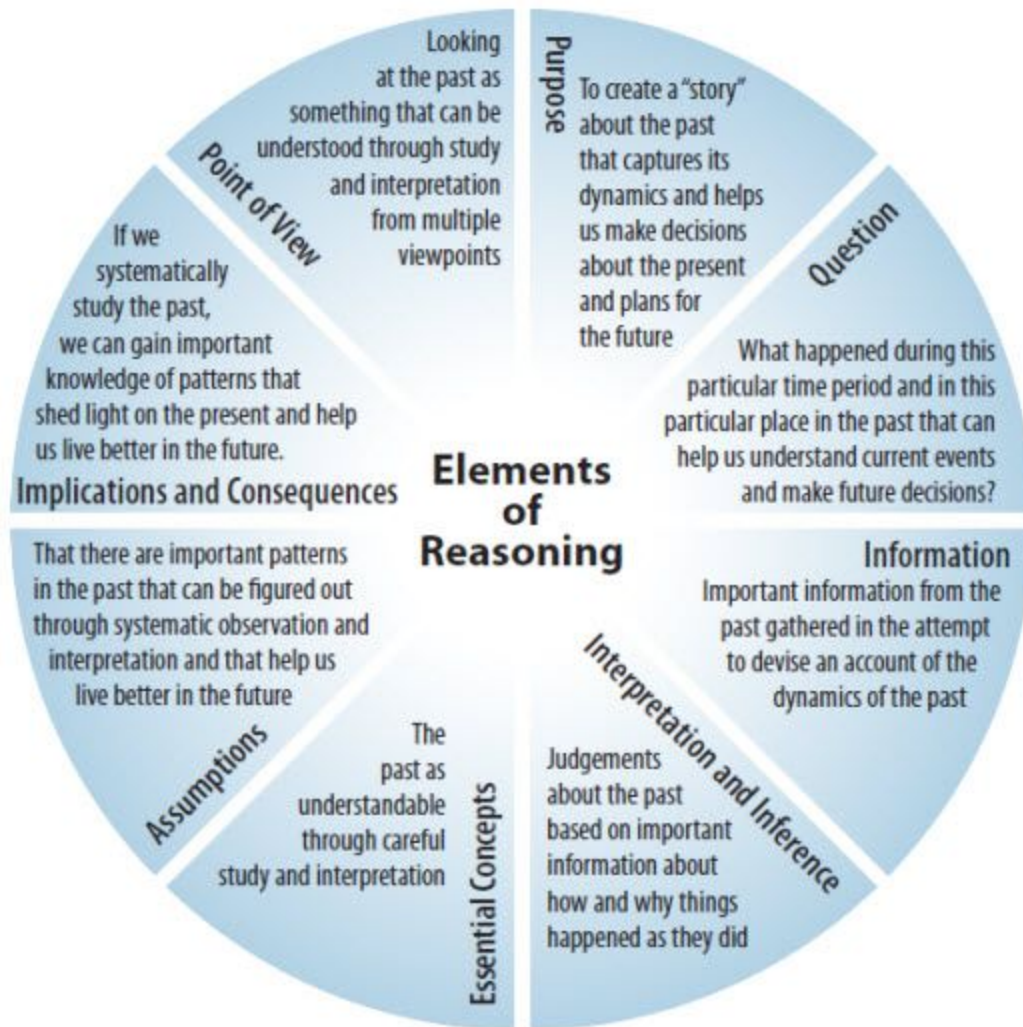 Elements
of
Reasoning
Purpose
To create a “story”
about the past
that captures its
dynamics and helps
us make decisions
about the present
and plans for
the future
Question
What happened during this
particular time period and in this
particular place in the past that can
help us understand current events
and make future decisions?
Information
Important information from the
past gathered in the attempt
to devise an account of the
dynamics of the past
Interpretation and Inference
Judgements
about the past
based on important
information about
how and why things
happened as they did
Essential Concepts
The
past as
understandable
through careful
study and interpretation
Assumptions
That there are important patterns
in the past that can be figured out
through systematic observation and
interpretation and that help us
live better in the future
Implications and Consequences
If we
systematically
study the past,
we can gain important
knowledge of patterns that
shed light on the present and help
us live better in the future.
Point of View
Looking
at the past as
something that can be
understood through study
and interpretation
from multiple
viewpoints